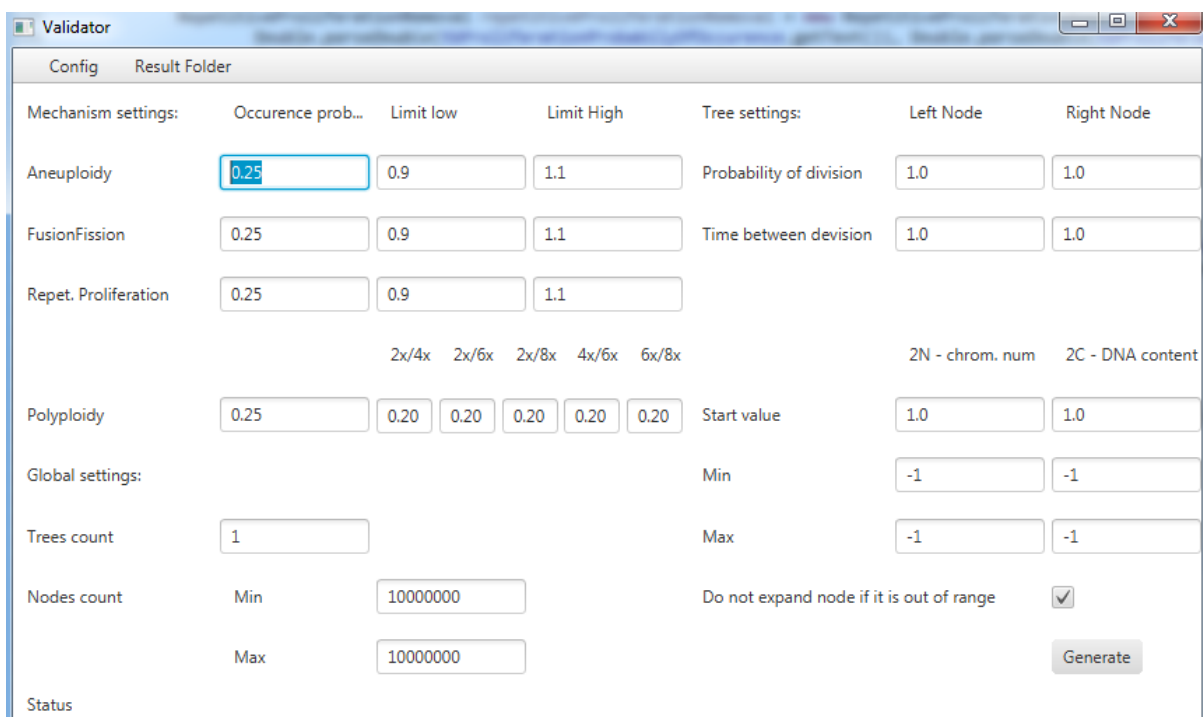 Validator
Config Result Folder
Mechanism settings: Occurence prob... Limit low Limit High Tree settings: Left Node Right Node
Aneuploidy 0.25 0.9 1.1 Probability of division 1.0 1.0
FusionFission 0.25 0.9 1.1 Time between devision 1.0 1.0
Repet. Proliferation 0.25 0.9 1.1
2x/4x 2x/6x 2x/8x 4x/6x 6x/8x 2N - chrom. num 2C - DNA content
Polyploidy 0.25 0.20 0.20 0.20 0.20 0.20 Start value 1.0 1.0
Global settings: Min -1 -1
Trees count 1 Max -1 -1
Nodes count Min 10000000 Do not expand node if it is out of range
Max 10000000 Generate
Status